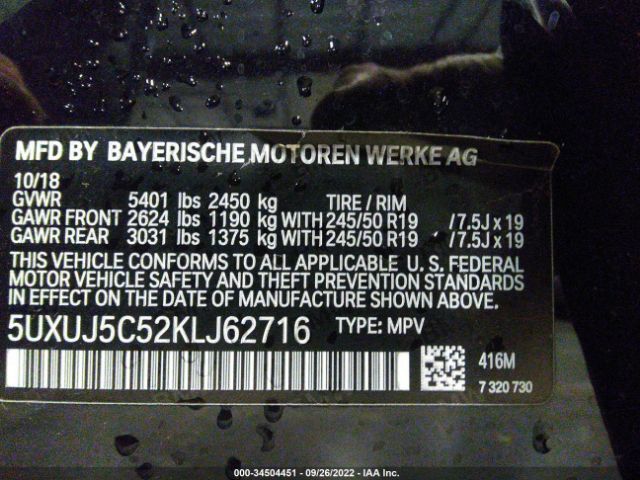 MFD BY BAYERISCHE MOTOREN WERKE AG
10/18
GVWR 5401 lbs 2450 kg TIRE / RIM
GAWR FRONT 2624 lbs 1190 kg WITH 245/50 R19 / 7.5J x 19
GAWR REAR 3031 lbs 1375 kg WITH 245/50 R19 / 7.5J x 19
THIS VEHICLE CONFORMS TO ALL APPLICABLE U. S. FEDERAL
MOTOR VEHICLE SAFETY AND THEFT PREVENTION STANDARDS
IN EFFECT ON THE DATE OF MANUFACTURE SHOWN ABOVE.
5UXUJ5C52KLJ62716 TYPE: MPV
416M
7 320 730
000-34504451 - 09/26/2022 - IAA Inc.